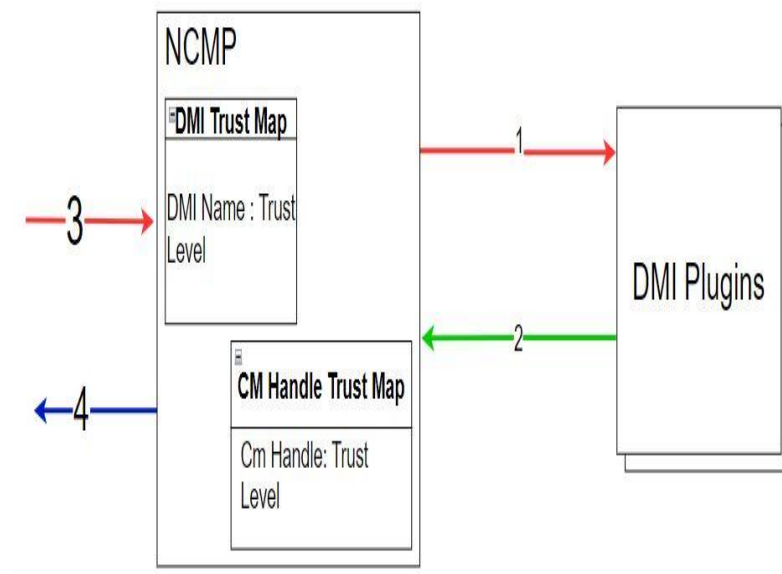 NCMP
DMI Trust Map
DMI Name : Trust
Level
1
3
DMI Plugins
2
CM Handle Trust Map
4
Cm Handle: Trust
Level